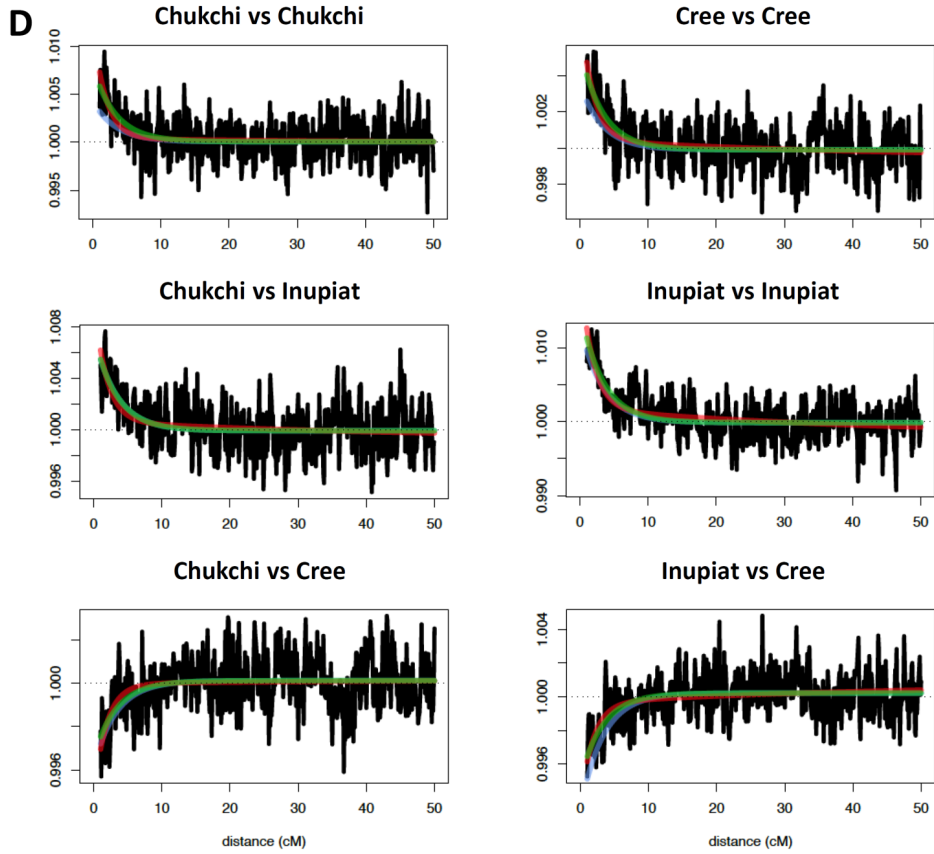 D
Chukchi vs Chukchi
Cree vs Cree
1.010
1.005
1.000
0.995
0 10 20 30 40 50
1.002
0.998
0 10 20 30 40 50
Chukchi vs Inupiat
Inupiat vs Inupiat
1.008
1.004
1.000
0.996
0 10 20 30 40 50
1.010
1.000
0.990
0 10 20 30 40 50
Chukchi vs Cree
Inupiat vs Cree
1.000
0.996
0 10 20 30 40 50
distance (cM)
1.004
1.000
0.996
0 10 20 30 40 50
distance (cM)